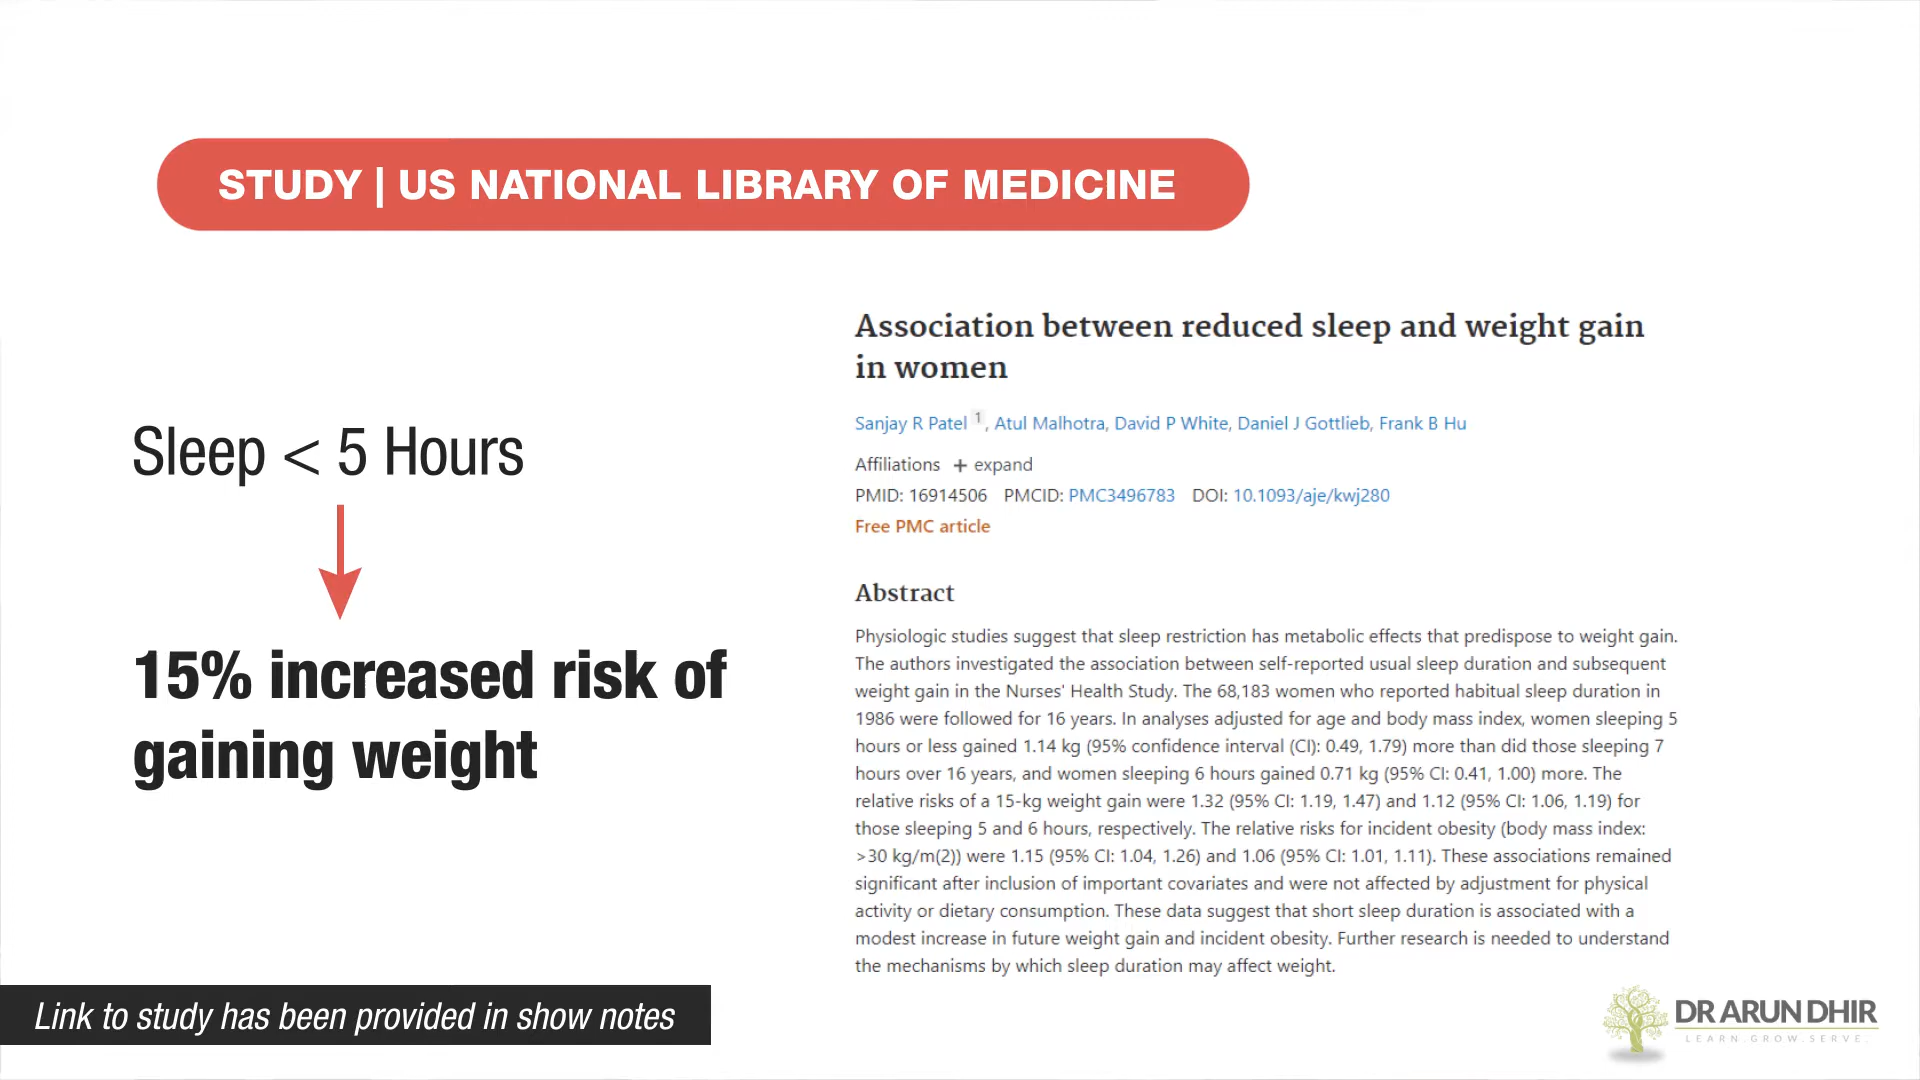 STUDY | US NATIONAL LIBRARY OF MEDICINE
Sleep < 5 Hours
15% increased risk of
gaining weight
Association between reduced sleep and weight gain
in women
Sanjay R Patel 1, Atul Malhotra, David P White, Daniel J Gottlieb, Frank B Hu
Affiliations + expand
PMID: 16914506 PMCID: PMC3496783 DOI: 10.1093/aje/kwj280
Free PMC article
Abstract
Physiologic studies suggest that sleep restriction has metabolic effects that predispose to weight gain.
The authors investigated the association between self-reported usual sleep duration and subsequent
weight gain in the Nurses' Health Study. The 68,183 women who reported habitual sleep duration in
1986 were followed for 16 years. In analyses adjusted for age and body mass index, women sleeping 5
hours or less gained 1.14 kg (95% confidence interval (CI): 0.49, 1.79) more than did those sleeping 7
hours over 16 years, and women sleeping 6 hours gained 0.71 kg (95% CI: 0.41, 1.00) more. The
relative risks of a 15-kg weight gain were 1.32 (95% CI: 1.19, 1.47) and 1.12 (95% CI: 1.06, 1.19) for
those sleeping 5 and 6 hours, respectively. The relative risks for incident obesity (body mass index:
>30 kg/m(2)) were 1.15 (95% CI: 1.04, 1.26) and 1.06 (95% CI: 1.01, 1.11). These associations remained
significant after inclusion of important covariates and were not affected by adjustment for physical
activity or dietary consumption. These data suggest that short sleep duration is associated with a
modest increase in future weight gain and incident obesity. Further research is needed to understand
the mechanisms by which sleep duration may affect weight.
Link to study has been provided in show notes
DR ARUN DHIR
LEARN.GROW.SERVE.